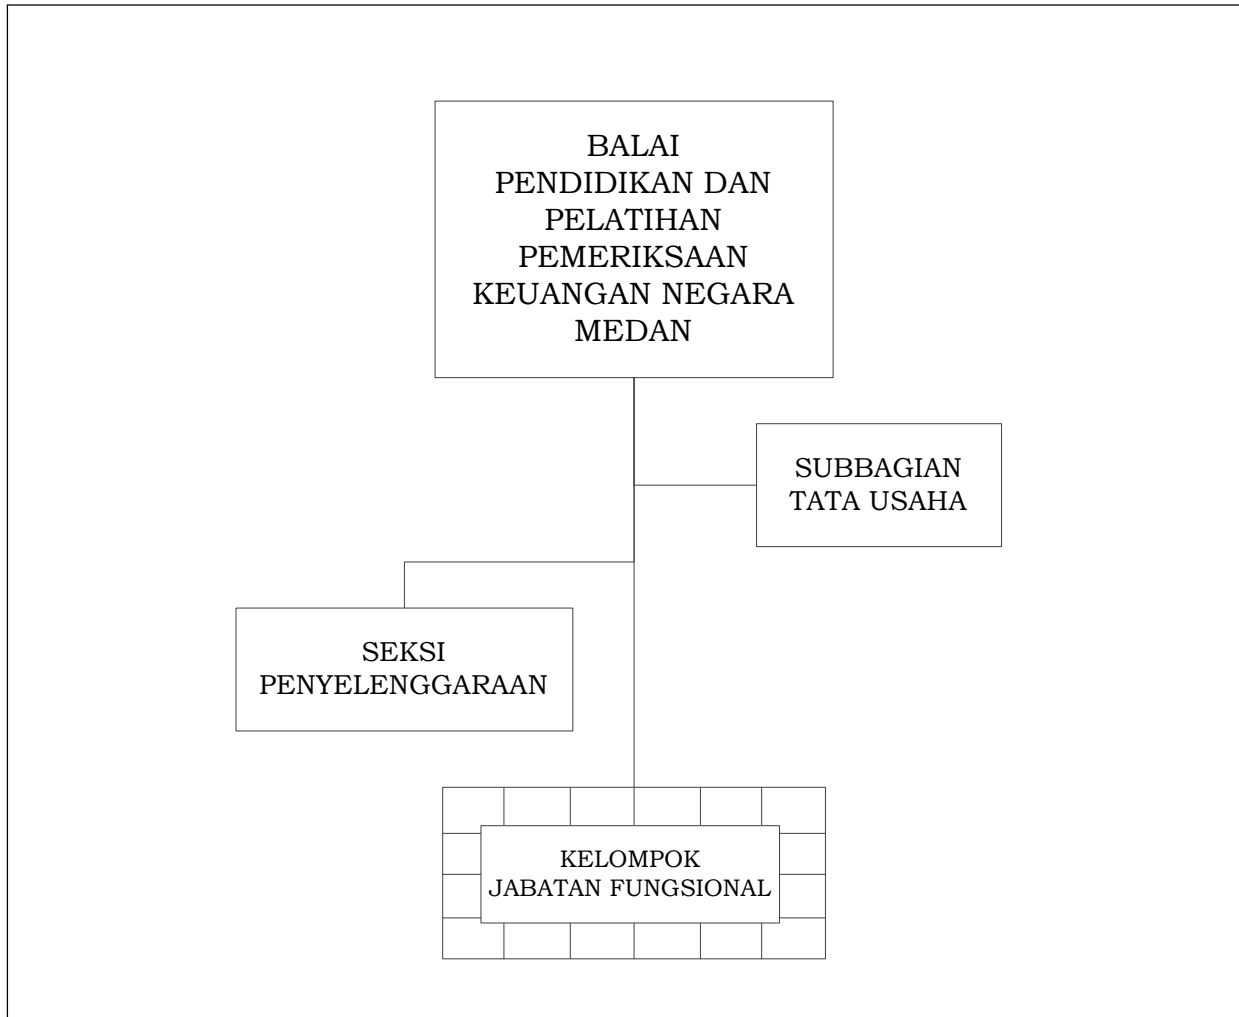 BALAI
PENDIDIKAN DAN
PELATIHAN
PEMERIKSAAN
KEUANGAN NEGARA
MEDAN
SUBBAGIAN
TATA USAHA
SEKSI
PENYELENGGARAAN
KELOMPOK
JABATAN FUNGSIONAL